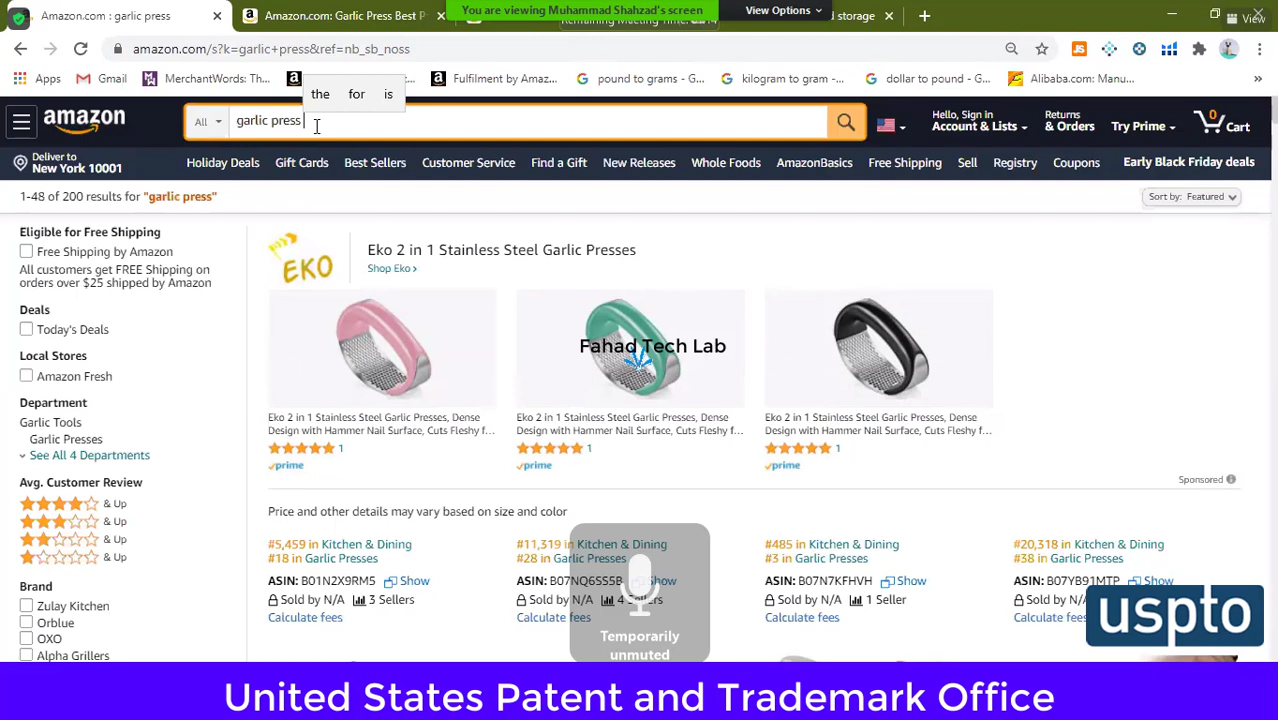 Amazon.com : garlic press
Amazon.com: Garlic Press Best P
You are viewing Muhammad Shahzad's screen
View Options
d storage
View
amazon.com/s?k=garlic+press&ref=nb_sb_noss
Apps
Gmail
MerchantWords: Th...
Fulfilment by Amaz...
pound to grams - G...
kilogram to gram -...
dollar to pound - G...
Alibaba.com: Manu...
the for is
amazon
All
garlic press
Hello, Sign in
Account & Lists
Returns
& Orders
Try Prime
0
Cart
Deliver to
New York 10001
Holiday Deals
Gift Cards
Best Sellers
Customer Service
Find a Gift
New Releases
Whole Foods
AmazonBasics
Free Shipping
Sell
Registry
Coupons
Early Black Friday deals
1-48 of 200 results for "garlic press"
Sort by: Featured
Eligible for Free Shipping
Free Shipping by Amazon
All customers get FREE Shipping on
orders over $25 shipped by Amazon
Deals
Today's Deals
Local Stores
Amazon Fresh
Department
Garlic Tools
Garlic Presses
See All 4 Departments
Avg. Customer Review
& Up
& Up
& Up
& Up
Brand
Zulay Kitchen
Orblue
OXO
Alpha Grillers
EKO
Eko 2 in 1 Stainless Steel Garlic Presses
Shop Eko ›
Fahad Tech Lab
Eko 2 in 1 Stainless Steel Garlic Presses, Dense
Design with Hammer Nail Surface, Cuts Fleshy f...
1
prime
Eko 2 in 1 Stainless Steel Garlic Presses, Dense
Design with Hammer Nail Surface, Cuts Fleshy f...
1
prime
Eko 2 in 1 Stainless Steel Garlic Presses, Dense
Design with Hammer Nail Surface, Cuts Fleshy f...
1
prime
Sponsored
Price and other details may vary based on size and color
#5,459 in Kitchen & Dining
#18 in Garlic Presses
ASIN: B01N2X9RM5 Show
Sold by N/A 3 Sellers
Calculate fees
#11,319 in Kitchen & Dining
#28 in Garlic Presses
ASIN: B07NQ6S55B Show
Sold by N/A 4 Sellers
Calculate fees
#485 in Kitchen & Dining
#3 in Garlic Presses
ASIN: B07N7KFHVH Show
Sold by N/A 1 Seller
Calculate fees
#20,318 in Kitchen & Dining
#38 in Garlic Presses
ASIN: B07YB91MTP Show
Sold by N/A
Calculate fees
Temporarily
unmuted
uspto
United States Patent and Trademark Office